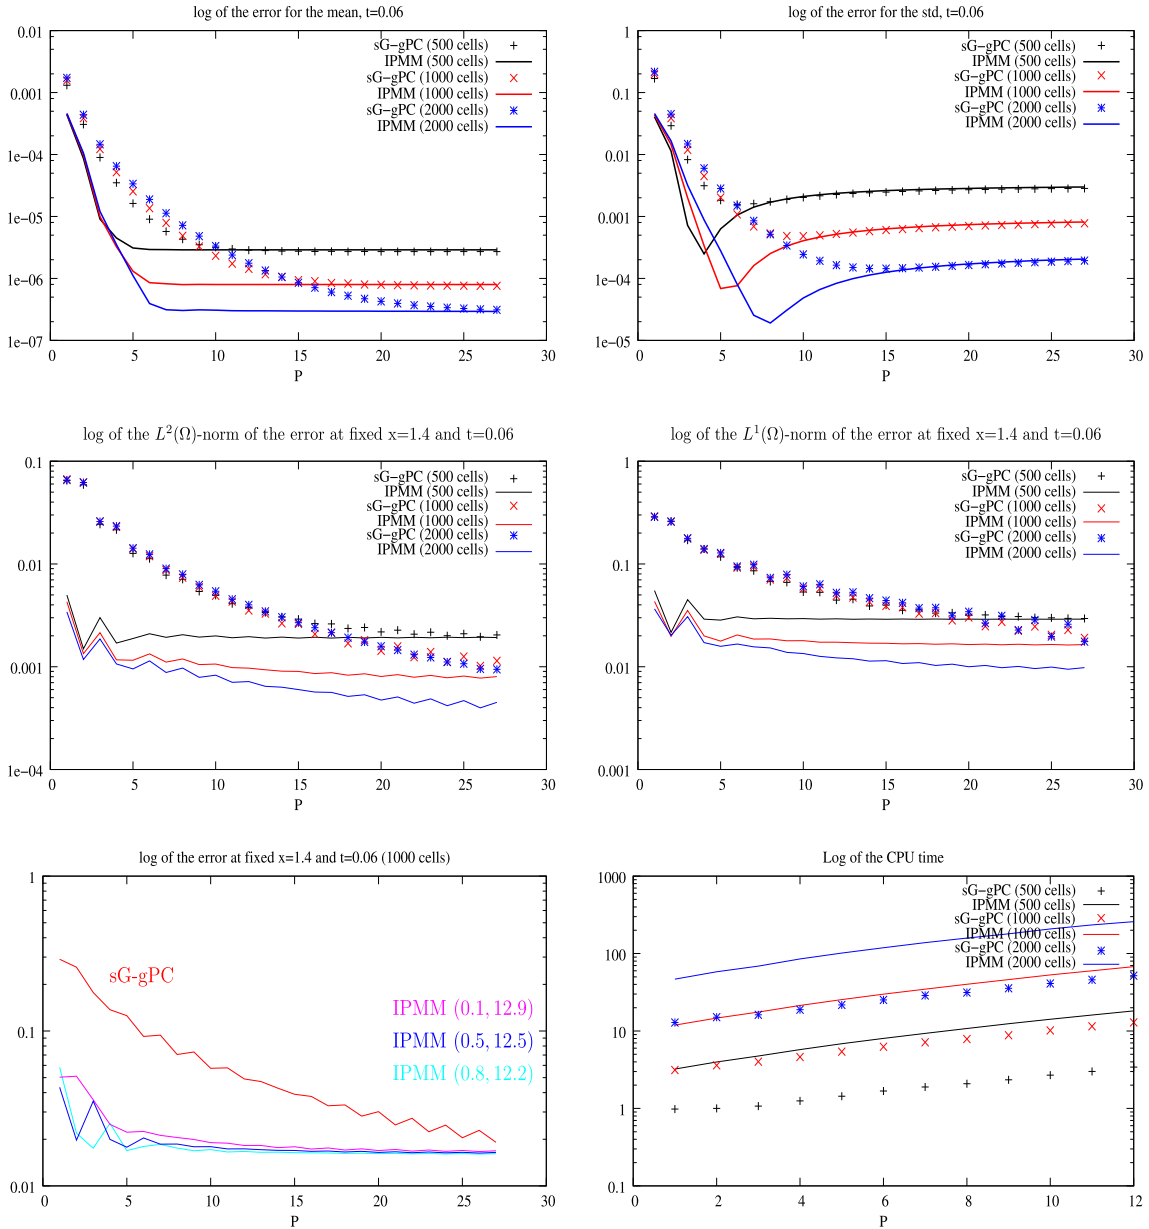 log of the error for the mean, t=0.06
0.01
0.001
1e−04
1e−05
1e−06
1e−07
sG−gPC (500 cells)
IPMM (500 cells)
sG−gPC (1000 cells)
IPMM (1000 cells)
sG−gPC (2000 cells)
IPMM (2000 cells)
0 5 10 15 20 25 30
P
log of the error for the std, t=0.06
1
0.1
0.01
0.001
1e−04
1e−05
sG−gPC (500 cells)
IPMM (500 cells)
sG−gPC (1000 cells)
IPMM (1000 cells)
sG−gPC (2000 cells)
IPMM (2000 cells)
0 5 10 15 20 25 30
P
log of the L²(Ω)-norm of the error at fixed x=1.4 and t=0.06
0.1
0.01
0.001
1e−04
sG−gPC (500 cells)
IPMM (500 cells)
sG−gPC (1000 cells)
IPMM (1000 cells)
sG−gPC (2000 cells)
IPMM (2000 cells)
0 5 10 15 20 25 30
P
log of the L¹(Ω)-norm of the error at fixed x=1.4 and t=0.06
1
0.1
0.01
0.001
sG−gPC (500 cells)
IPMM (500 cells)
sG−gPC (1000 cells)
IPMM (1000 cells)
sG−gPC (2000 cells)
IPMM (2000 cells)
0 5 10 15 20 25 30
P
log of the error at fixed x=1.4 and t=0.06 (1000 cells)
1
0.1
0.01
sG-gPC
IPMM (0.1, 12.9)
IPMM (0.5, 12.5)
IPMM (0.8, 12.2)
0 5 10 15 20 25 30
P
Log of the CPU time
1000
100
10
1
0.1
sG−gPC (500 cells)
IPMM (500 cells)
sG−gPC (1000 cells)
IPMM (1000 cells)
sG−gPC (2000 cells)
IPMM (2000 cells)
0 2 4 6 8 10 12
P